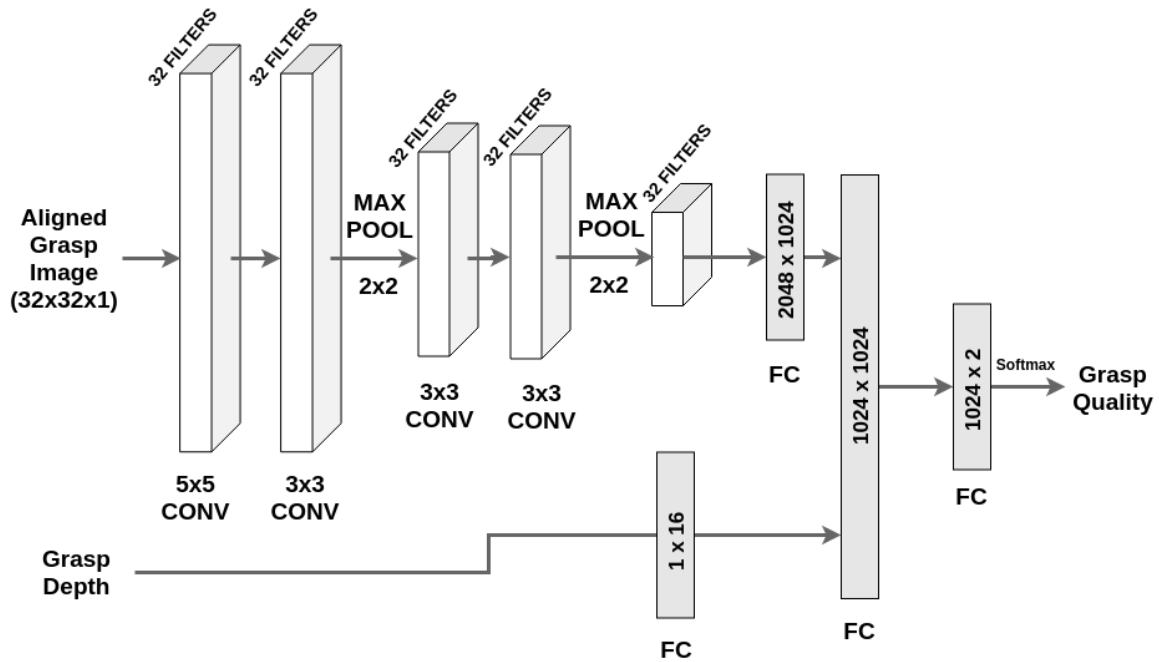 32 FILTERS
32 FILTERS
32 FILTERS
32 FILTERS
32 FILTERS
Aligned
Grasp
Image
(32x32x1)
MAX
POOL
2x2
MAX
POOL
2x2
5x5
CONV
3x3
CONV
3x3
CONV
3x3
CONV
2048 x 1024
FC
1024 x 1024
FC
1024 x 2
FC
Softmax
Grasp
Quality
Grasp
Depth
1 x 16
FC